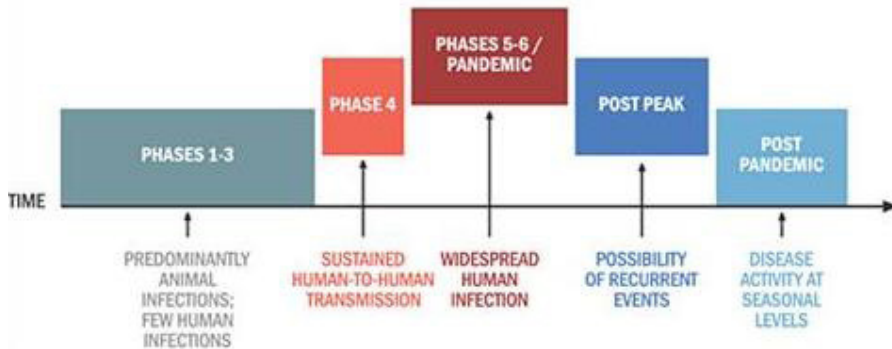 PHASES 5-6 /
PANDEMIC
PHASE 4
POST PEAK
PHASES 1-3
POST
PANDEMIC
TIME
PREDOMINANTLY
ANIMAL
INFECTIONS;
FEW HUMAN
INFECTIONS
SUSTAINED
HUMAN-TO-HUMAN
TRANSMISSION
WIDESPREAD
HUMAN
INFECTION
POSSIBILITY
OF RECURRENT
EVENTS
DISEASE
ACTIVITY AT
SEASONAL
LEVELS